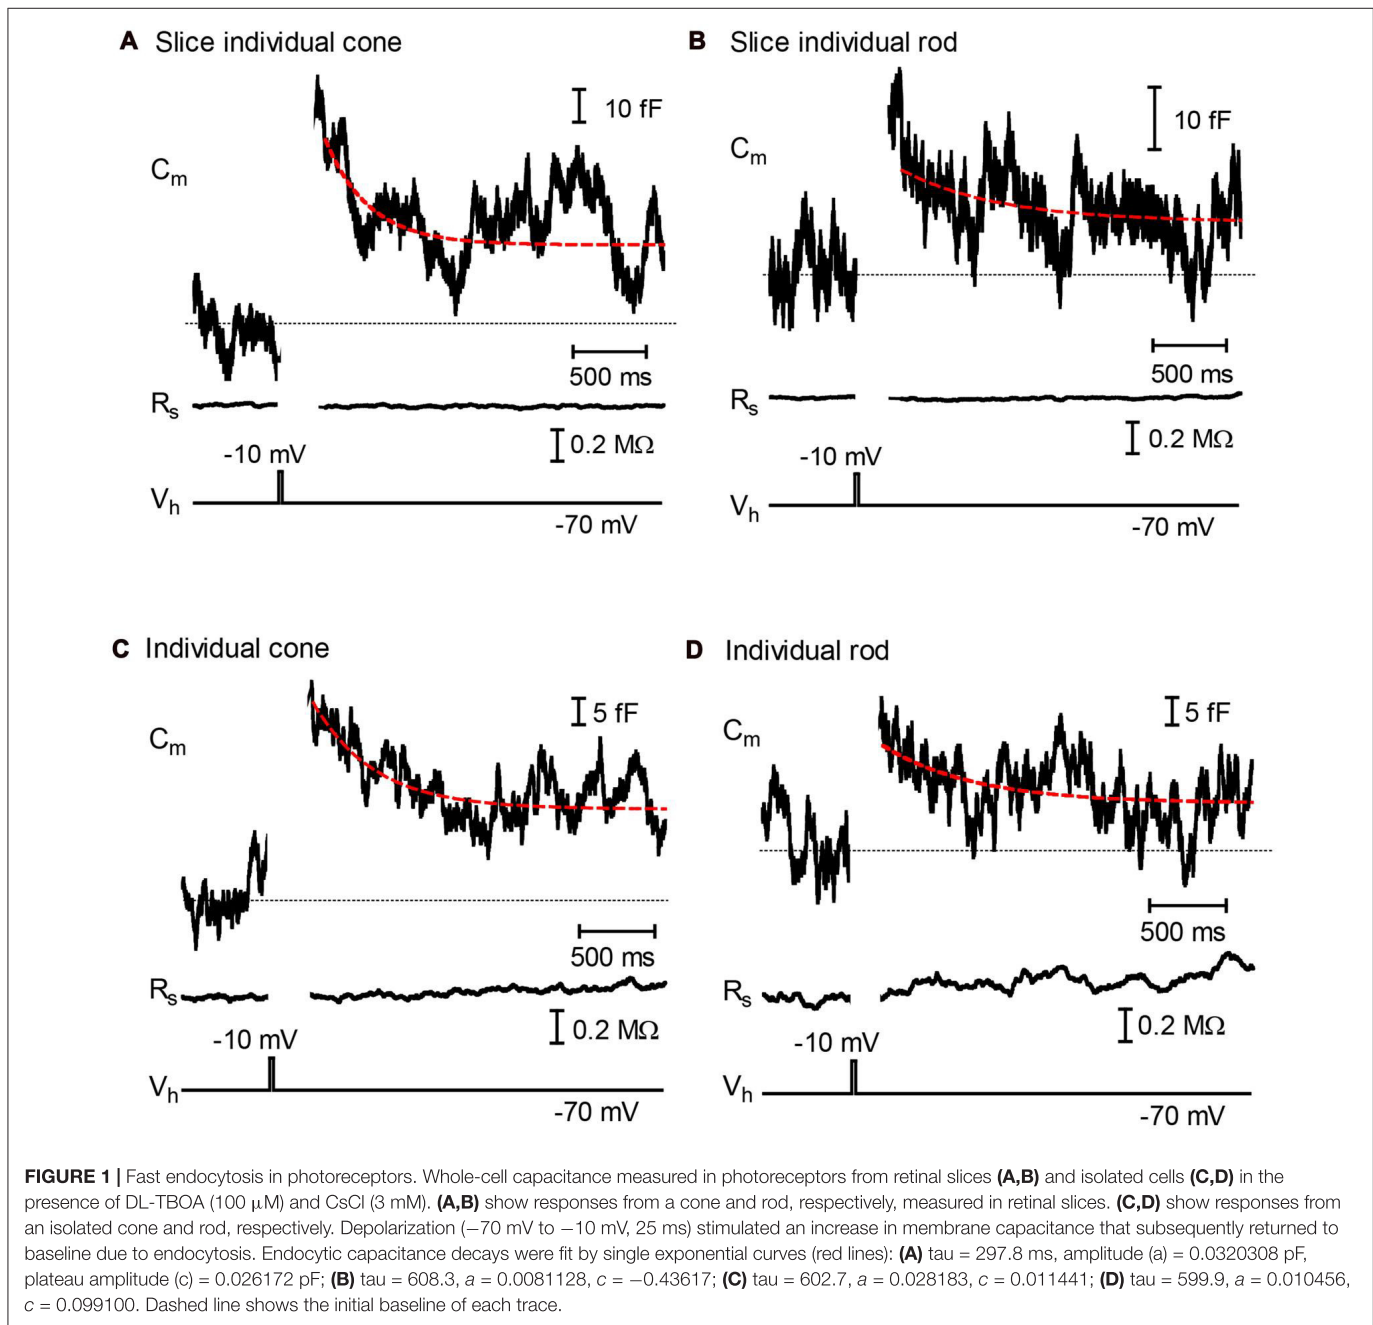 A Slice individual cone
B Slice individual rod
10 fF
10 fF
Cm
Cm
500 ms
500 ms
Rs
Rs
0.2 MΩ
0.2 MΩ
-10 mV
-10 mV
Vh
Vh
-70 mV
-70 mV
C Individual cone
D Individual rod
5 fF
5 fF
Cm
Cm
500 ms
500 ms
Rs
Rs
0.2 MΩ
0.2 MΩ
-10 mV
-10 mV
Vh
Vh
-70 mV
-70 mV
FIGURE 1 | Fast endocytosis in photoreceptors. Whole-cell capacitance measured in photoreceptors from retinal slices (A,B) and isolated cells (C,D) in the
presence of DL-TBOA (100 μM) and CsCl (3 mM). (A,B) show responses from a cone and rod, respectively, measured in retinal slices. (C,D) show responses from
an isolated cone and rod, respectively. Depolarization (−70 mV to −10 mV, 25 ms) stimulated an increase in membrane capacitance that subsequently returned to
baseline due to endocytosis. Endocytic capacitance decays were fit by single exponential curves (red lines): (A) tau = 297.8 ms, amplitude (a) = 0.0320308 pF,
plateau amplitude (c) = 0.026172 pF; (B) tau = 608.3, a = 0.0081128, c = −0.43617; (C) tau = 602.7, a = 0.028183, c = 0.011441; (D) tau = 599.9, a = 0.010456,
c = 0.099100. Dashed line shows the initial baseline of each trace.